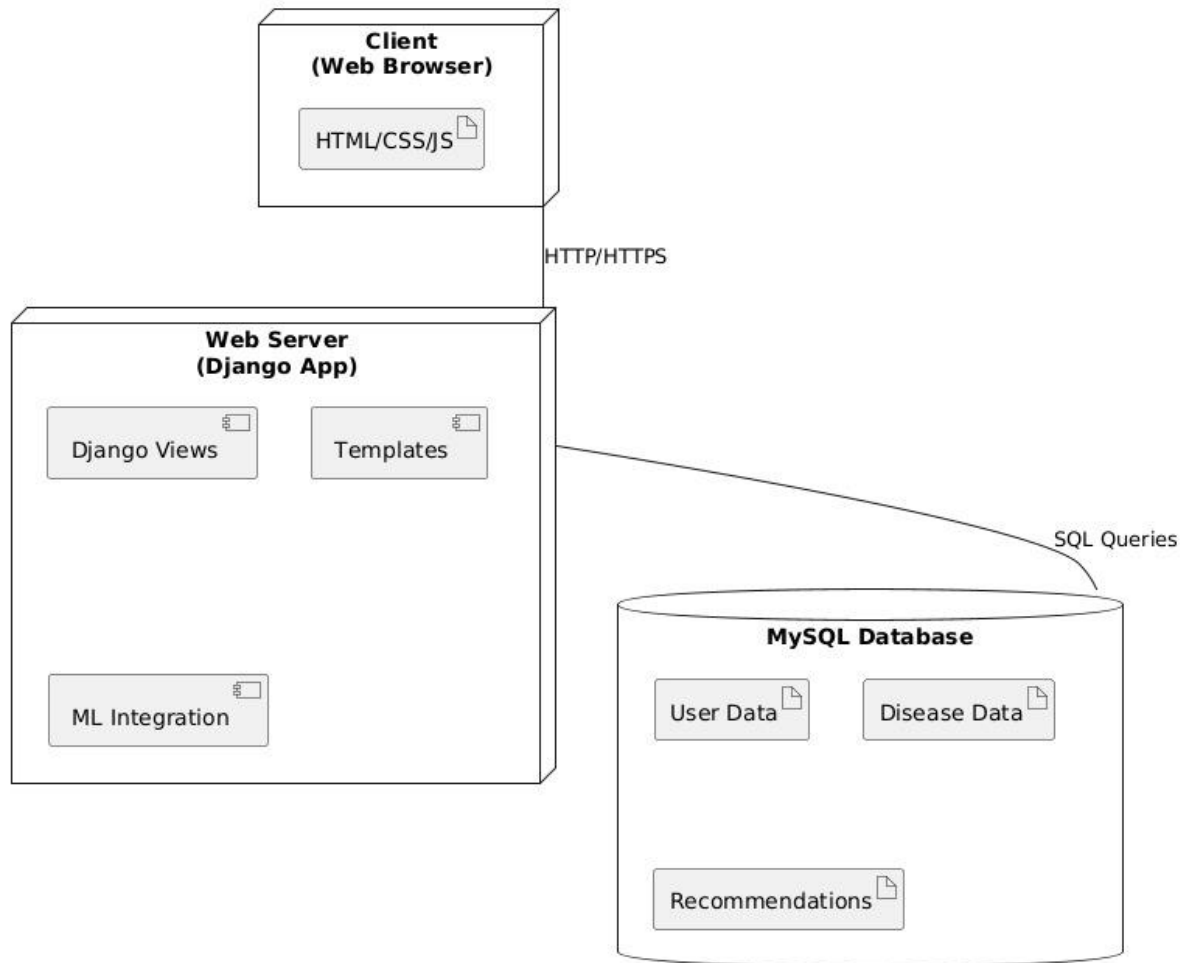 Client
(Web Browser)
HTML/CSS/JS
HTTP/HTTPS
Web Server
(Django App)
Django Views
Templates
ML Integration
SQL Queries
MySQL Database
User Data
Disease Data
Recommendations